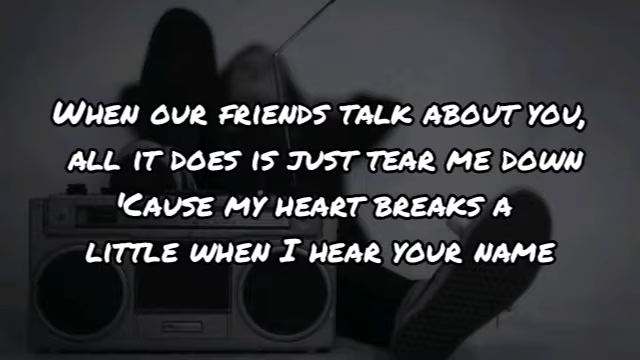 When our friends talk about you,
all it does is just tear me down
'Cause my heart breaks a
little when I hear your name